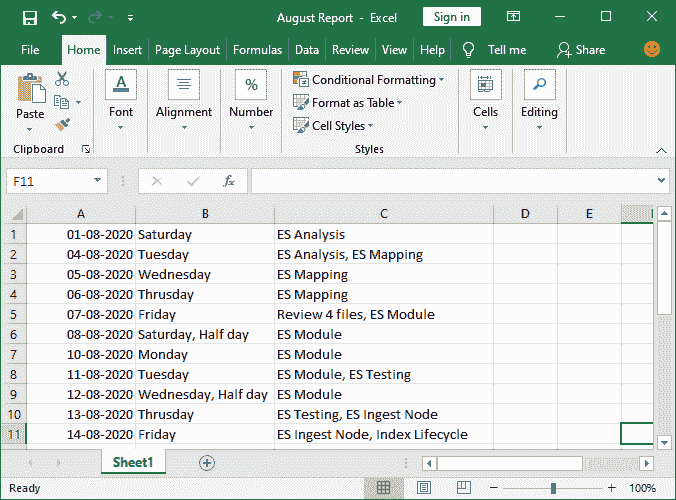 August Report - Excel
Sign in
File Home Insert Page Layout Formulas Data Review View Help Tell me Share
Paste
Font
Alignment
%
Number
Conditional Formatting
Format as Table
Cell Styles
Cells
Editing
Clipboard
Styles
F11
fx
A B C D E
1 01-08-2020 Saturday ES Analysis
2 04-08-2020 Tuesday ES Analysis, ES Mapping
3 05-08-2020 Wednesday ES Mapping
4 06-08-2020 Thrusday ES Mapping
5 07-08-2020 Friday Review 4 files, ES Module
6 08-08-2020 Saturday, Half day ES Module
7 10-08-2020 Monday ES Module
8 11-08-2020 Tuesday ES Module, ES Testing
9 12-08-2020 Wednesday, Half day ES Module
10 13-08-2020 Thrusday ES Testing, ES Ingest Node
11 14-08-2020 Friday ES Ingest Node, Index Lifecycle
Sheet1
Ready
100%